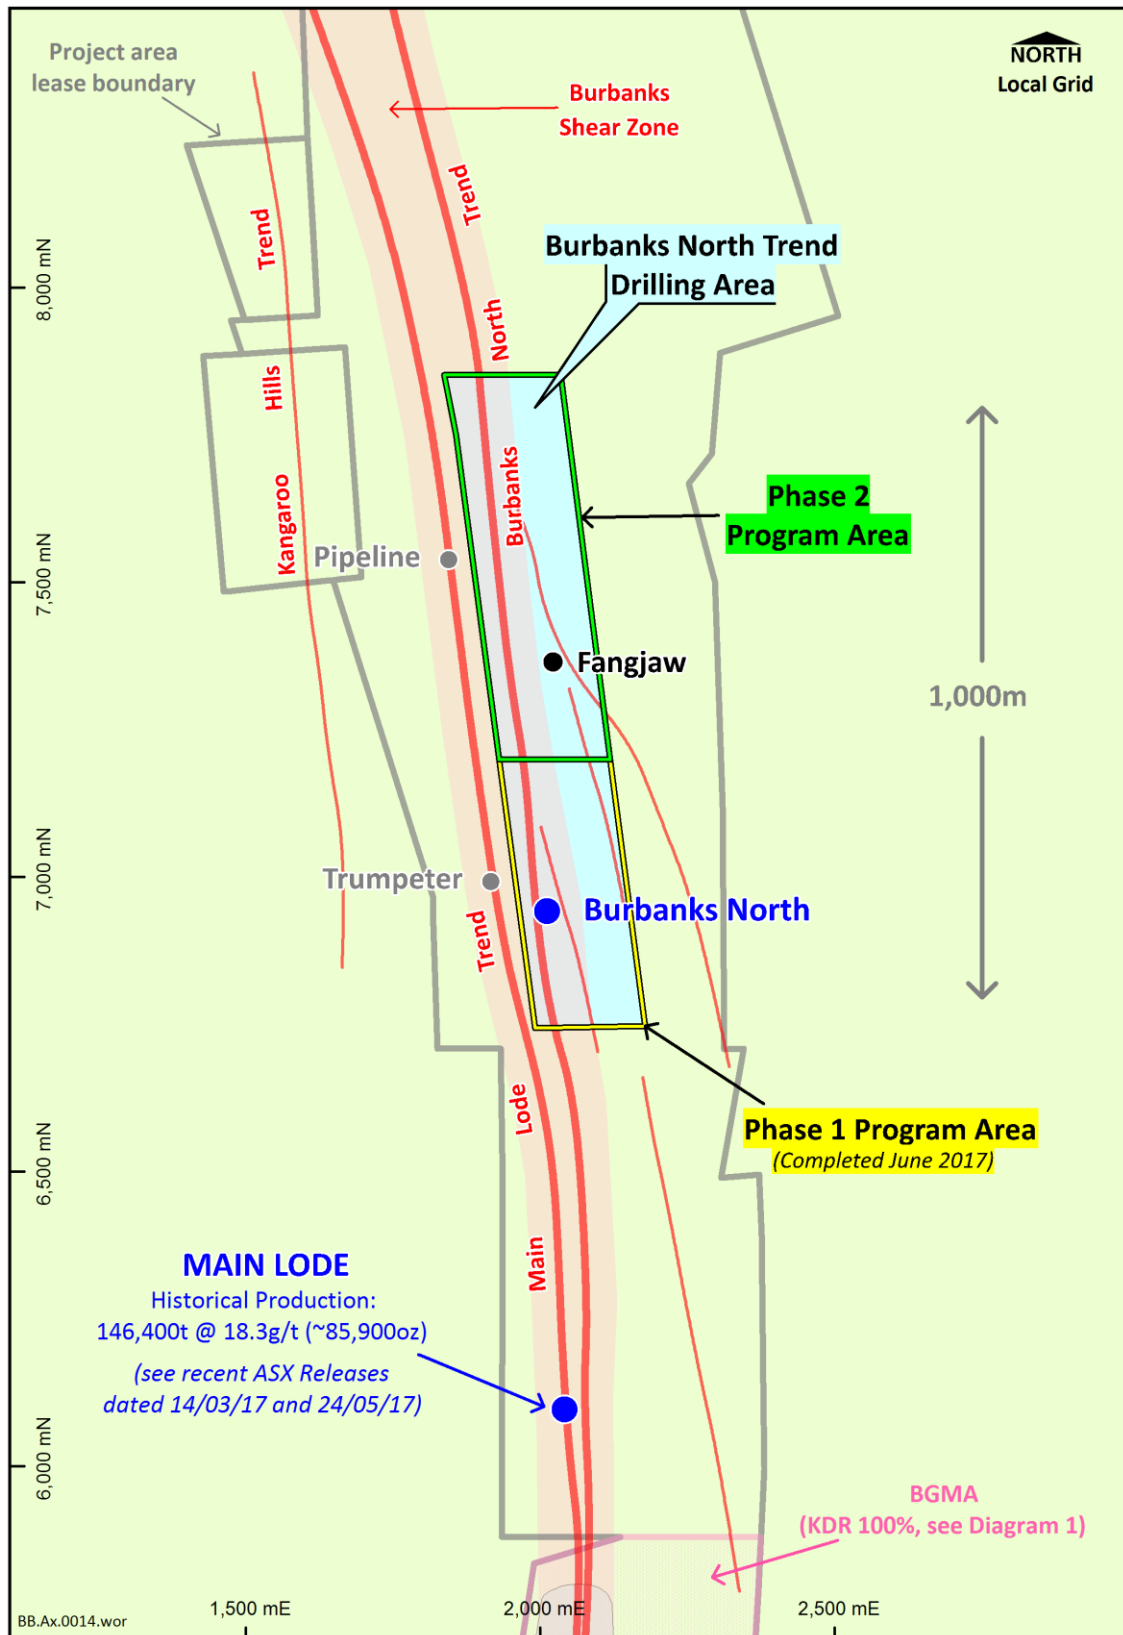 Project area
lease boundary
NORTH
Local Grid
Burbanks
Shear Zone
Trend
Trend
Burbanks North Trend
Drilling Area
8,000 mN
North
Hills
Burbanks
Kangaroo
Phase 2
Program Area
Pipeline
7,500 mN
Fangjaw
1,000m
7,000 mN
Trumpeter
Burbanks North
Trend
Lode
Phase 1 Program Area
(Completed June 2017)
6,500 mN
Main
MAIN LODE
Historical Production:
146,400t @ 18.3g/t (~85,900oz)
(see recent ASX Releases
dated 14/03/17 and 24/05/17)
6,000 mN
BGMA
(KDR 100%, see Diagram 1)
BB.Ax.0014.wor
1,500 mE
2,000 mE
2,500 mE